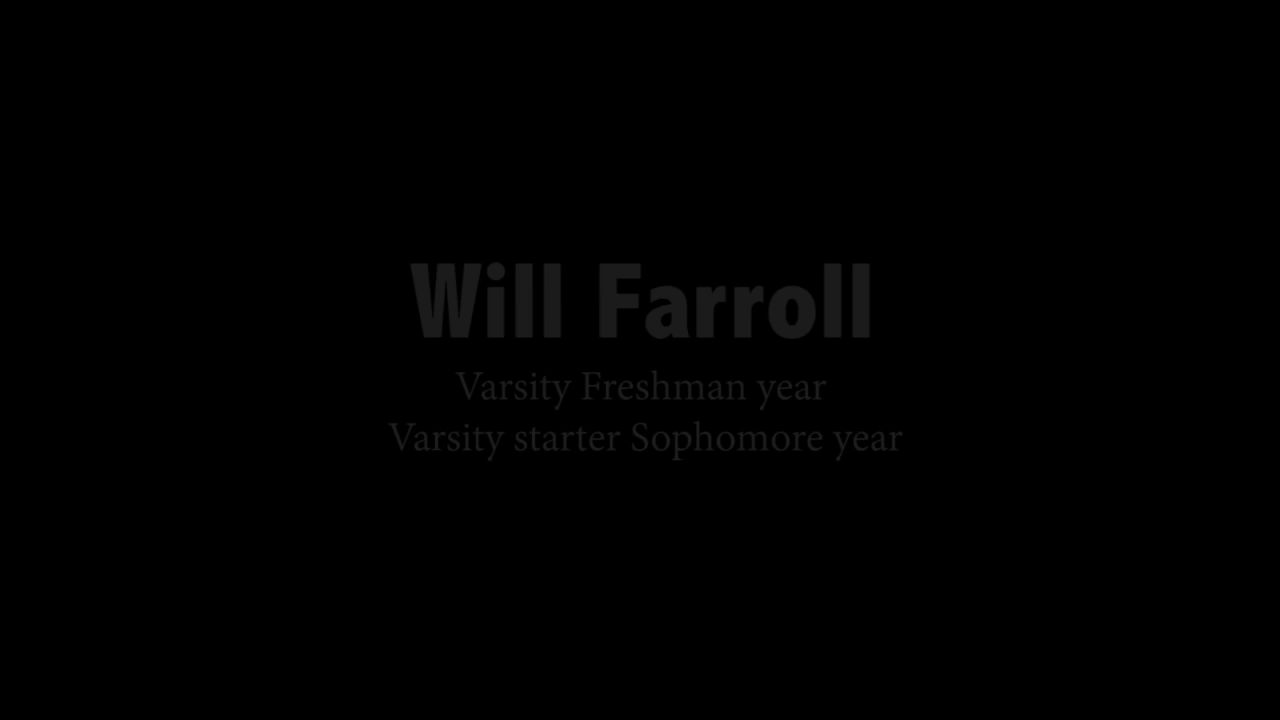 Will Farroll
Varsity Freshman year
Varsity starter Sophomore year